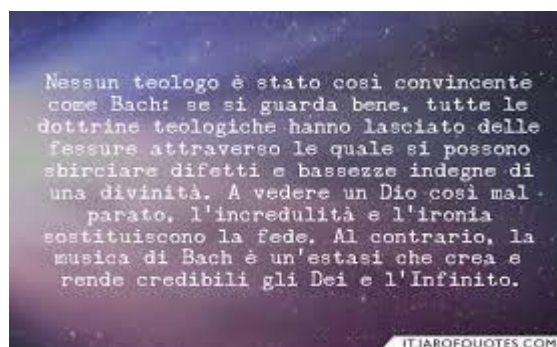 Nessun teologo è stato così convincente
come Bach: se si guarda bene, tutte le
dottrine teologiche hanno lasciato delle
fessure attraverso le quale si possono
sbirciare difetti e bassezze indegne di
una divinità. A vedere un Dio così mal
parato, l'incredulità e l'ironia
sostituiscono la fede. Al contrario, la
musica di Bach è un'estasi che crea e
rende credibili gli Dei e l'Infinito.
IT.JAROFQUOTES.COM